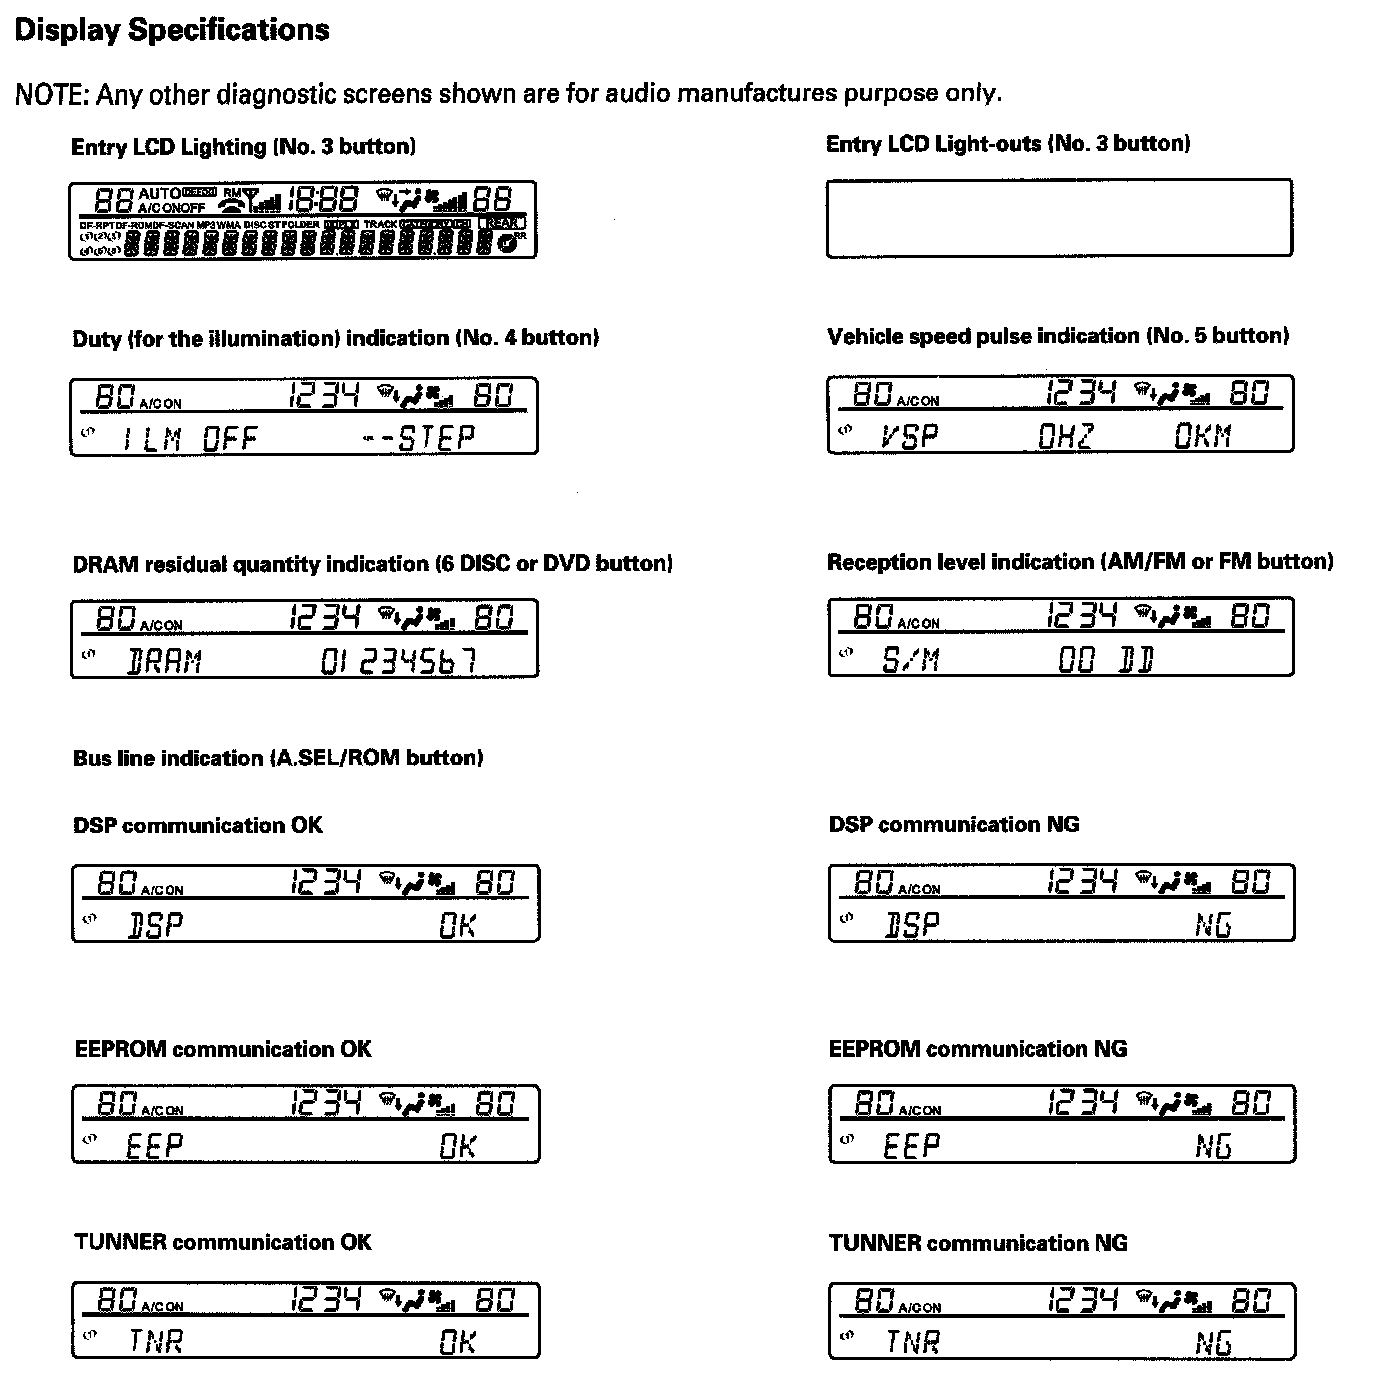 Display Specifications
NOTE: Any other diagnostic screens shown are for audio manufactures purpose only.
Entry LCD Lighting (No. 3 button)
Entry LCD Light-outs (No. 3 button)
88 AUTO RM 18:88 88
A/C ONOFF
DF-RPT DF-RDM DF-SCAN MP3 WMA DISC ST FOLDER TRACK REAR
RR
Duty (for the illumination) indication (No. 4 button)
Vehicle speed pulse indication (No. 5 button)
80 A/C ON 1234 80
ILM OFF --STEP
80 A/C ON 1234 80
VSP 0HZ 0KM
DRAM residual quantity indication (6 DISC or DVD button)
Reception level indication (AM/FM or FM button)
80 A/C ON 1234 80
DRAM 01234567
80 A/C ON 1234 80
S/M 00 DD
Bus line indication (A.SEL/ROM button)
DSP communication OK
DSP communication NG
80 A/C ON 1234 80
DSP OK
80 A/C ON 1234 80
DSP NG
EEPROM communication OK
EEPROM communication NG
80 A/C ON 1234 80
EEP OK
80 A/C ON 1234 80
EEP NG
TUNNER communication OK
TUNNER communication NG
80 A/C ON 1234 80
TNR OK
80 A/C ON 1234 80
TNR NG